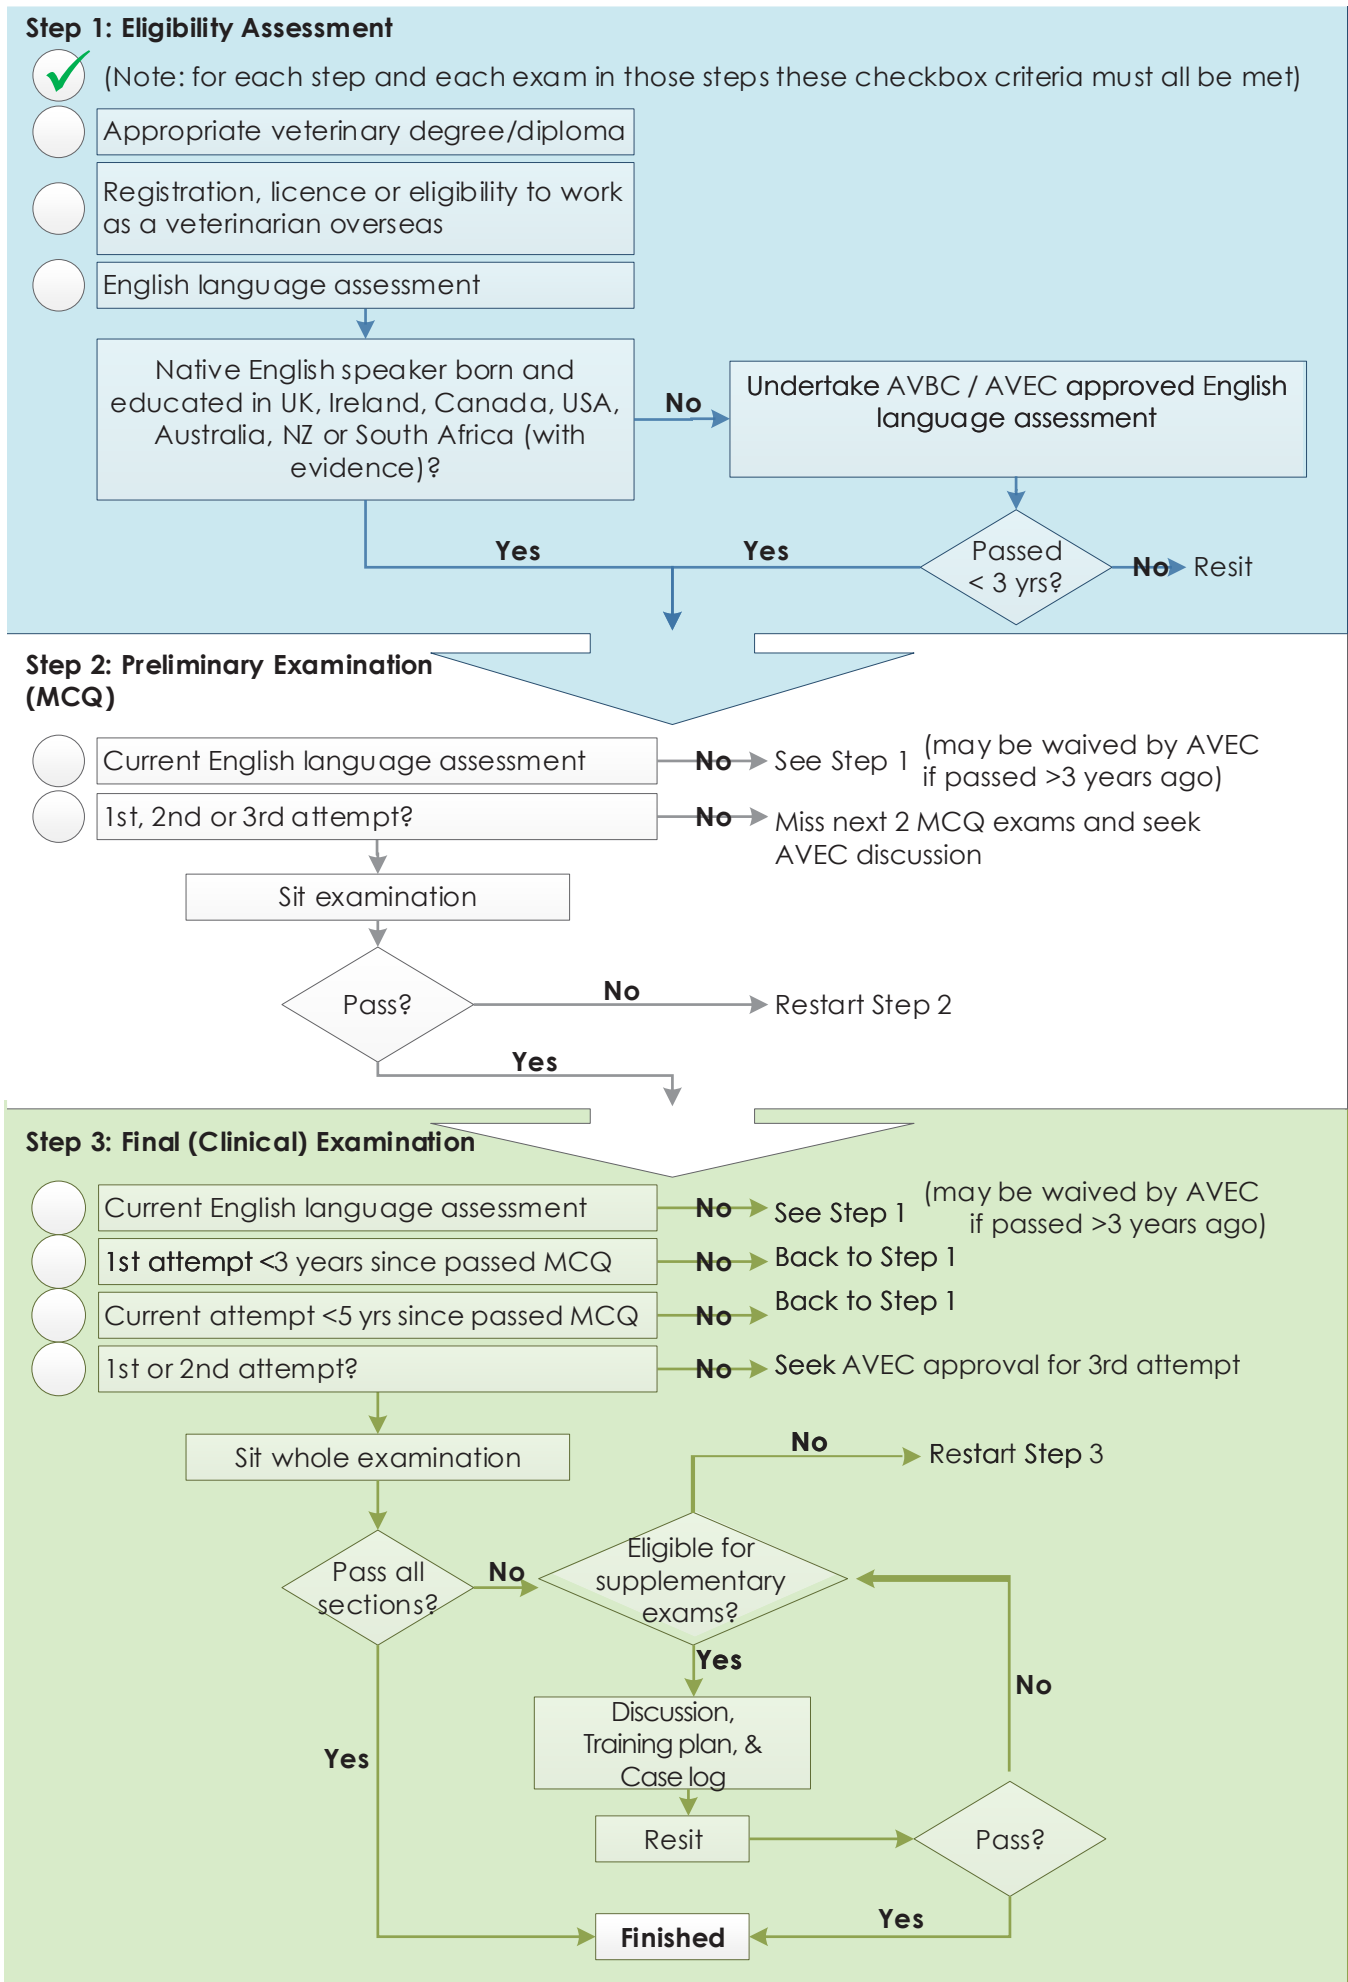 Step 1: Eligibility Assessment
(Note: for each step and each exam in those steps these checkbox criteria must all be met)
Appropriate veterinary degree/diploma
Registration, licence or eligibility to work
as a veterinarian overseas
English language assessment
Native English speaker born and
educated in UK, Ireland, Canada, USA,
Australia, NZ or South Africa (with
evidence)?
No
Undertake AVBC / AVEC approved English
language assessment
Yes
Yes
Passed
< 3 yrs?
No
Resit
Step 2: Preliminary Examination
(MCQ)
Current English language assessment
No
See Step 1
(may be waived by AVEC
if passed >3 years ago)
1st, 2nd or 3rd attempt?
No
Miss next 2 MCQ exams and seek
AVEC discussion
Sit examination
Pass?
No
Restart Step 2
Yes
Step 3: Final (Clinical) Examination
Current English language assessment
No
See Step 1
(may be waived by AVEC
if passed >3 years ago)
1st attempt <3 years since passed MCQ
No
Back to Step 1
Current attempt <5 yrs since passed MCQ
No
Back to Step 1
1st or 2nd attempt?
No
Seek AVEC approval for 3rd attempt
Sit whole examination
No
Restart Step 3
Pass all
sections?
No
Eligible for
supplementary
exams?
Yes
No
Discussion,
Training plan, &
Case log
Yes
Resit
Pass?
Yes
Finished